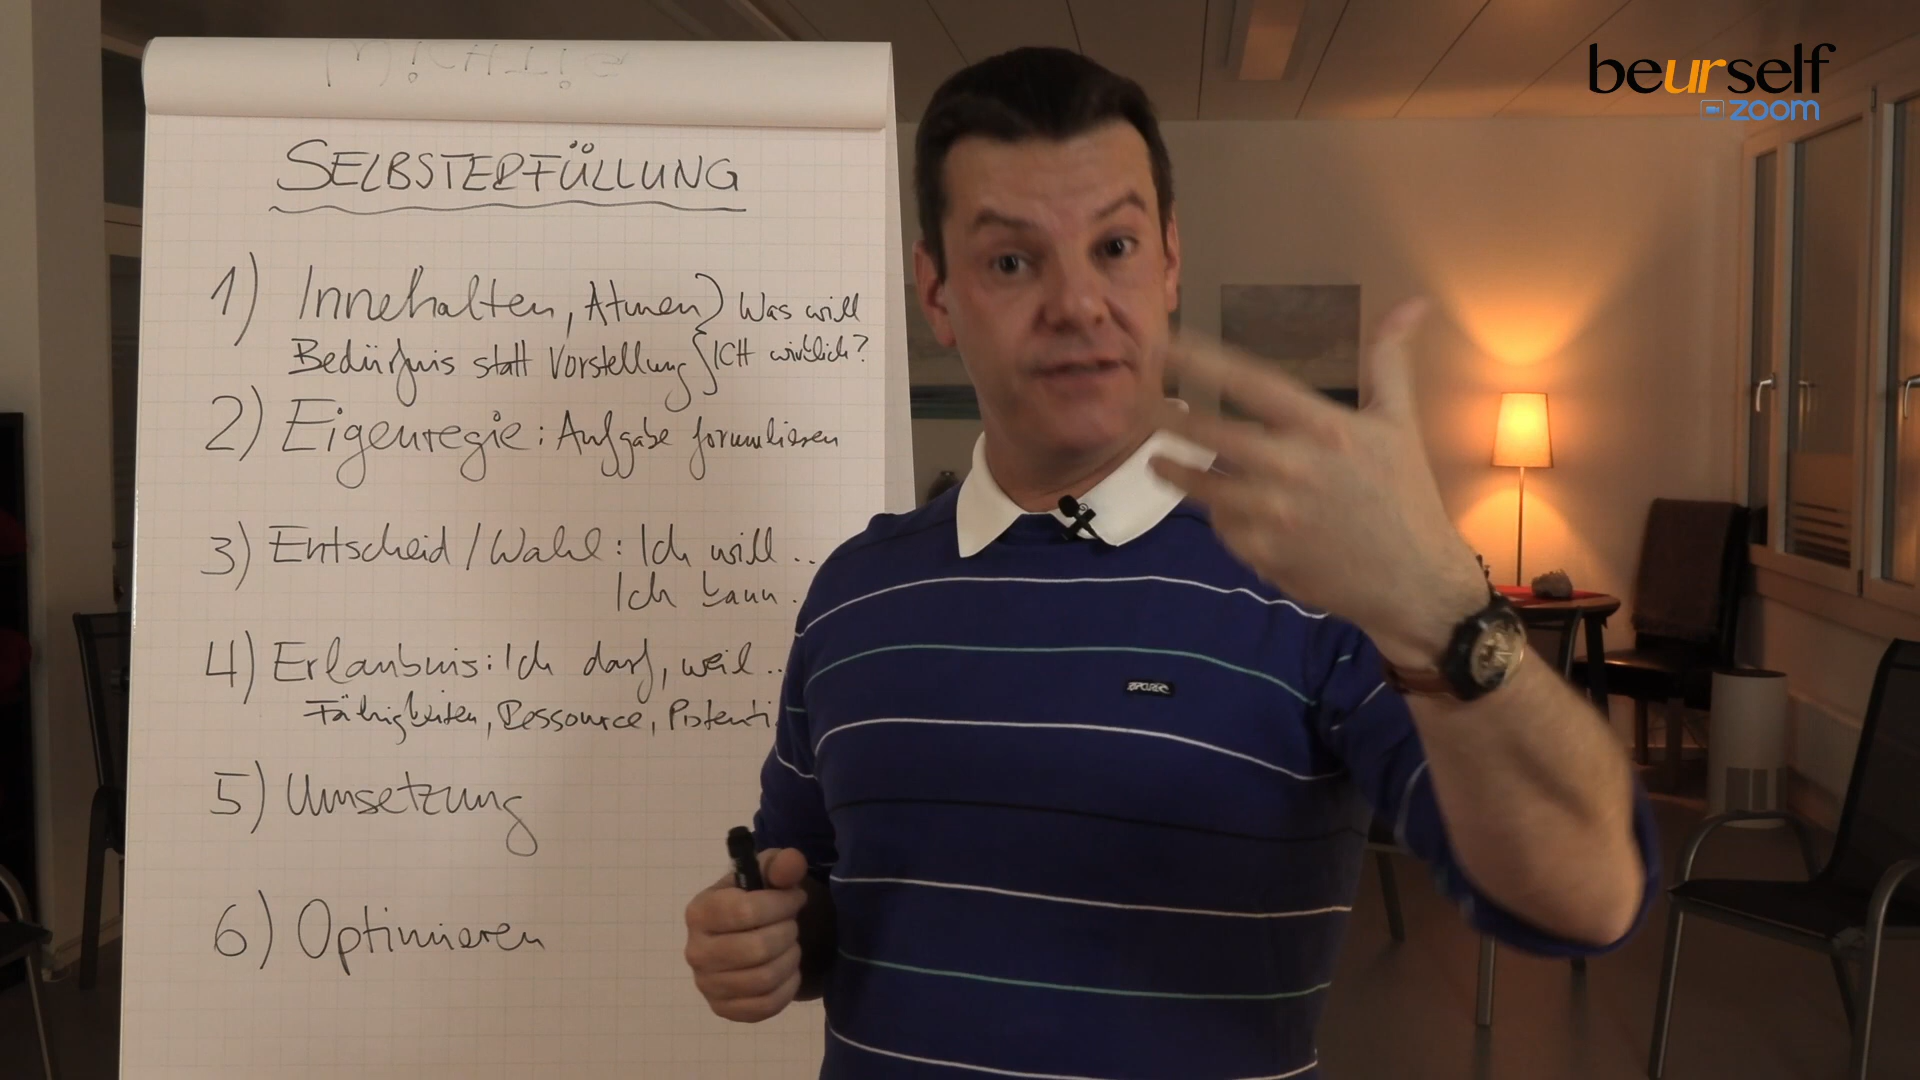 beurself
zoom
SELBSTERFÜLLUNG
1) Innehalten, Atmen } Was will
Bedürfnis statt Vorstellung } ICH wirklich?
2) Eigenregie: Aufgabe formulieren
3) Entscheid / Wahl: Ich will ..
Ich kann .
4) Erlaubnis: Ich darf, weil ..
Fähigkeiten, Ressource, Potenti
5) Umsetzung
6) Optimieren